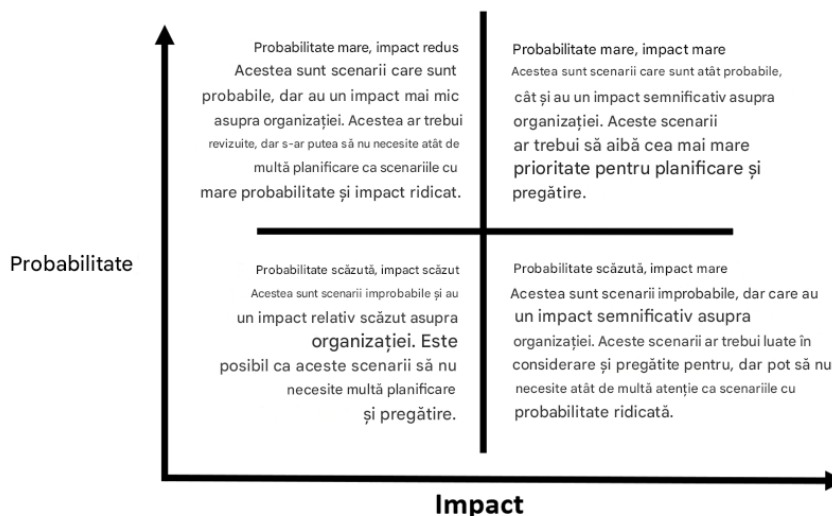 Probabilitate mare, impact redus
Acestea sunt scenarii care sunt
probabile, dar au un impact mai mic
asupra organizației. Acestea ar trebui
revizuite, dar s-ar putea să nu necesite atât de
multă planificare ca scenariile cu
mare probabilitate și impact ridicat.
Probabilitate mare, impact mare
Acestea sunt scenarii care sunt atât probabile,
cât și au un impact semnificativ asupra
organizației. Aceste scenarii
ar trebui să aibă cea mai mare
prioritate pentru planificare și
pregătire.
Probabilitate
Probabilitate scăzută, impact scăzut
Acestea sunt scenarii improbabile și au
un impact relativ scăzut asupra
organizației. Este
posibil ca aceste scenarii să nu
necesite multă planificare
și pregătire.
Probabilitate scăzută, impact mare
Acestea sunt scenarii improbabile, dar care au
un impact semnificativ asupra
organizației. Aceste scenarii ar trebui luate în
considerare și pregătite pentru, dar pot să nu
necesite atât de multă atenție ca scenariile cu
probabilitate ridicată.
Impact